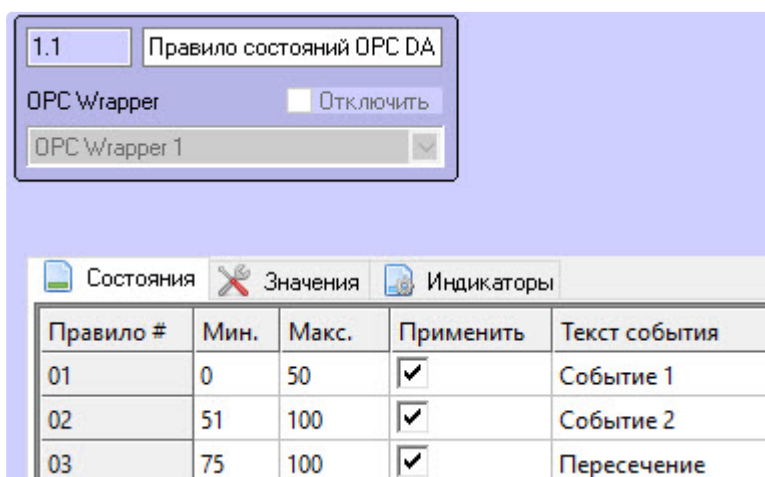 1.1 Правило состояний OPC DA
OPC Wrapper Отключить
OPC Wrapper 1
Состояния Значения Индикаторы
Правило # Мин. Макс. Применить Текст события
01 0 50 Событие 1
02 51 100 Событие 2
03 75 100 Пересечение